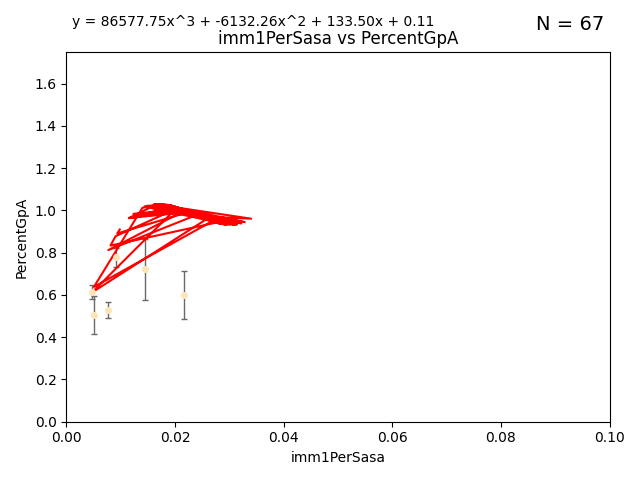 y = 86577.75x^3 + -6132.26x^2 + 133.50x + 0.11
N = 67
imm1PerSasa vs PercentGpA
PercentGpA
1.6
1.4
1.2
1.0
0.8
0.6
0.4
0.2
0.0
0.00 0.02 0.04 0.06 0.08 0.10
imm1PerSasa